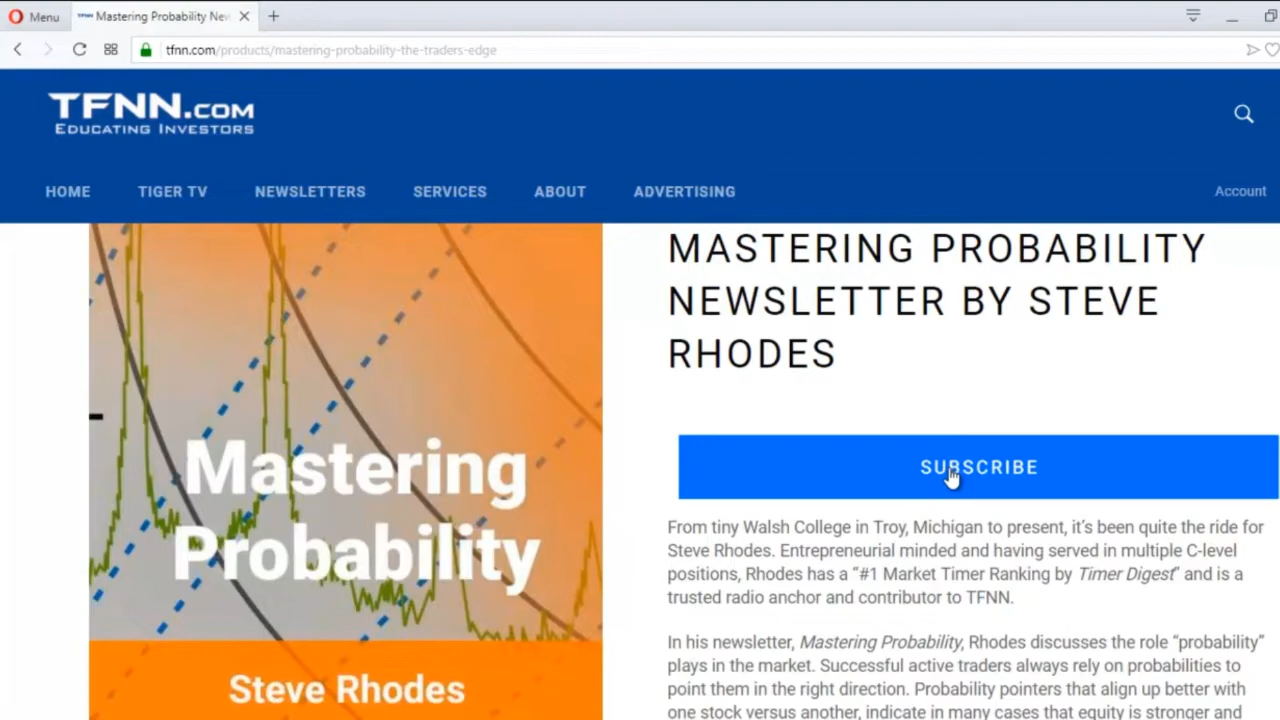 Menu
Mastering Probability New
tfnn.com/products/mastering-probability-the-traders-edge
TFNN.COM
EDUCATING INVESTORS
HOME TIGER TV NEWSLETTERS SERVICES ABOUT ADVERTISING Account
MASTERING PROBABILITY
NEWSLETTER BY STEVE
RHODES
Mastering
Probability
Steve Rhodes
SUBSCRIBE
From tiny Walsh College in Troy, Michigan to present, it’s been quite the ride for
Steve Rhodes. Entrepreneurial minded and having served in multiple C-level
positions, Rhodes has a “#1 Market Timer Ranking by Timer Digest” and is a
trusted radio anchor and contributor to TFNN.
In his newsletter, Mastering Probability, Rhodes discusses the role “probability”
plays in the market. Successful active traders always rely on probabilities to
point them in the right direction. Probability pointers that align up better with
one stock versus another, indicate in many cases that equity is stronger and